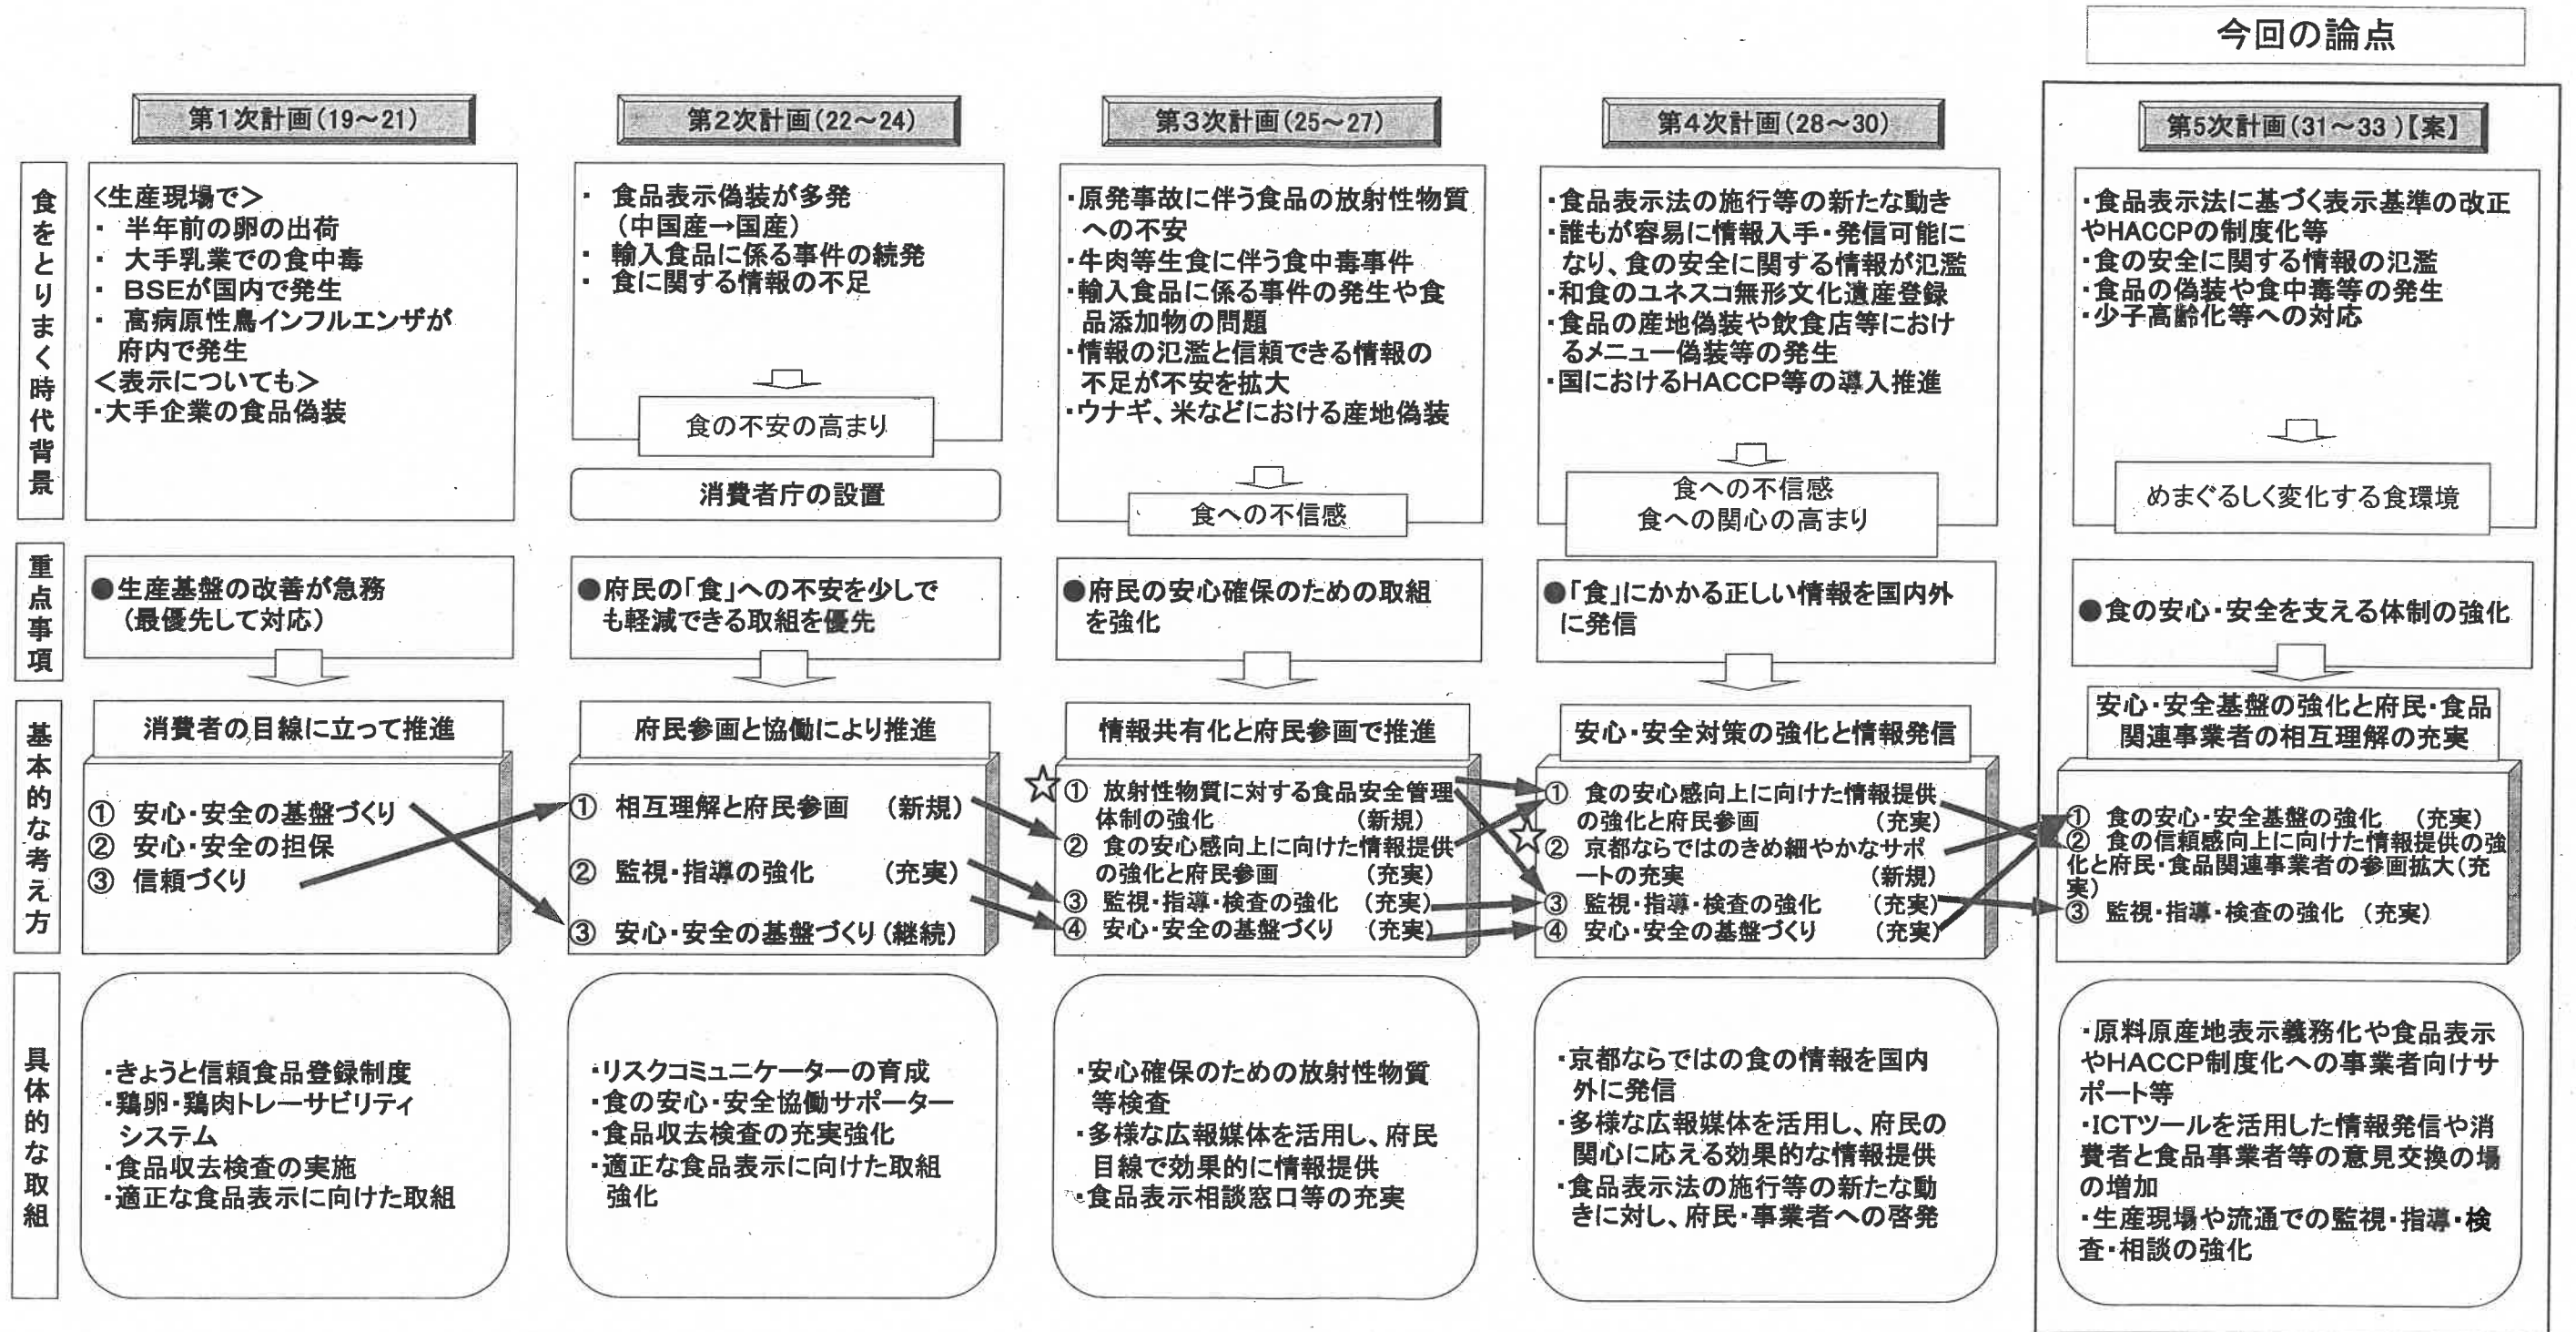 今回の論点
第1次計画(19～21)
第2次計画(22～24)
第3次計画(25～27)
第4次計画(28～30)
第5次計画(31～33)【案】
食をとりまく時代背景
<生産現場で>
・ 半年前の卵の出荷
・ 大手乳業での食中毒
・ BSEが国内で発生
・ 高病原性鳥インフルエンザが
府内で発生
<表示についても>
・大手企業の食品偽装
・ 食品表示偽装が多発
(中国産→国産)
・ 輸入食品に係る事件の続発
・ 食に関する情報の不足
食の不安の高まり
消費者庁の設置
・原発事故に伴う食品の放射性物質
への不安
・牛肉等生食に伴う食中毒事件
・輸入食品に係る事件の発生や食
品添加物の問題
・情報の氾濫と信頼できる情報の
不足が不安を拡大
・ウナギ、米などにおける産地偽装
食への不信感
・食品表示法の施行等の新たな動き
・誰もが容易に情報入手・発信可能に
なり、食の安全に関する情報が氾濫
・和食のユネスコ無形文化遺産登録
・食品の産地偽装や飲食店等におけ
るメニュー偽装等の発生
・国におけるHACCP等の導入推進
食への不信感
食への関心の高まり
・食品表示法に基づく表示基準の改正
やHACCPの制度化等
・食の安全に関する情報の氾濫
・食品の偽装や食中毒等の発生
・少子高齢化等への対応
めまぐるしく変化する食環境
重点事項
●生産基盤の改善が急務
(最優先して対応)
●府民の「食」への不安を少しで
も軽減できる取組を優先
●府民の安心確保のための取組
を強化
●「食」にかかる正しい情報を国内外
に発信
●食の安心・安全を支える体制の強化
基本的な考え方
消費者の目線に立って推進
① 安心・安全の基盤づくり
② 安心・安全の担保
③ 信頼づくり
府民参画と協働により推進
① 相互理解と府民参画 (新規)
② 監視・指導の強化 (充実)
③ 安心・安全の基盤づくり(継続)
情報共有化と府民参画で推進
☆① 放射性物質に対する食品安全管理
体制の強化 (新規)
② 食の安心感向上に向けた情報提供
の強化と府民参画 (充実)
③ 監視・指導・検査の強化 (充実)
④ 安心・安全の基盤づくり (充実)
安心・安全対策の強化と情報発信
① 食の安心感向上に向けた情報提供
の強化と府民参画 (充実)
☆② 京都ならではのきめ細やかなサポ
ートの充実 (新規)
③ 監視・指導・検査の強化 (充実)
④ 安心・安全の基盤づくり (充実)
安心・安全基盤の強化と府民・食品
関連事業者の相互理解の充実
① 食の安心・安全基盤の強化 (充実)
② 食の信頼感向上に向けた情報提供の強
化と府民・食品関連事業者の参画拡大(充
実)
③ 監視・指導・検査の強化 (充実)
具体的な取組
・きょうと信頼食品登録制度
・鶏卵・鶏肉トレーサビリティ
システム
・食品収去検査の実施
・適正な食品表示に向けた取組
・リスクコミュニケーターの育成
・食の安心・安全協働サポーター
・食品収去検査の充実強化
・適正な食品表示に向けた取組
強化
・安心確保のための放射性物質
等検査
・多様な広報媒体を活用し、府民
目線で効果的に情報提供
・食品表示相談窓口等の充実
・京都ならではの食の情報を国内
外に発信
・多様な広報媒体を活用し、府民の
関心に応える効果的な情報提供
・食品表示法の施行等の新たな動
きに対し、府民・事業者への啓発
・原料原産地表示義務化や食品表示
やHACCP制度化への事業者向けサ
ポート等
・ICTツールを活用した情報発信や消
費者と食品事業者等の意見交換の場
の増加
・生産現場や流通での監視・指導・検
査・相談の強化